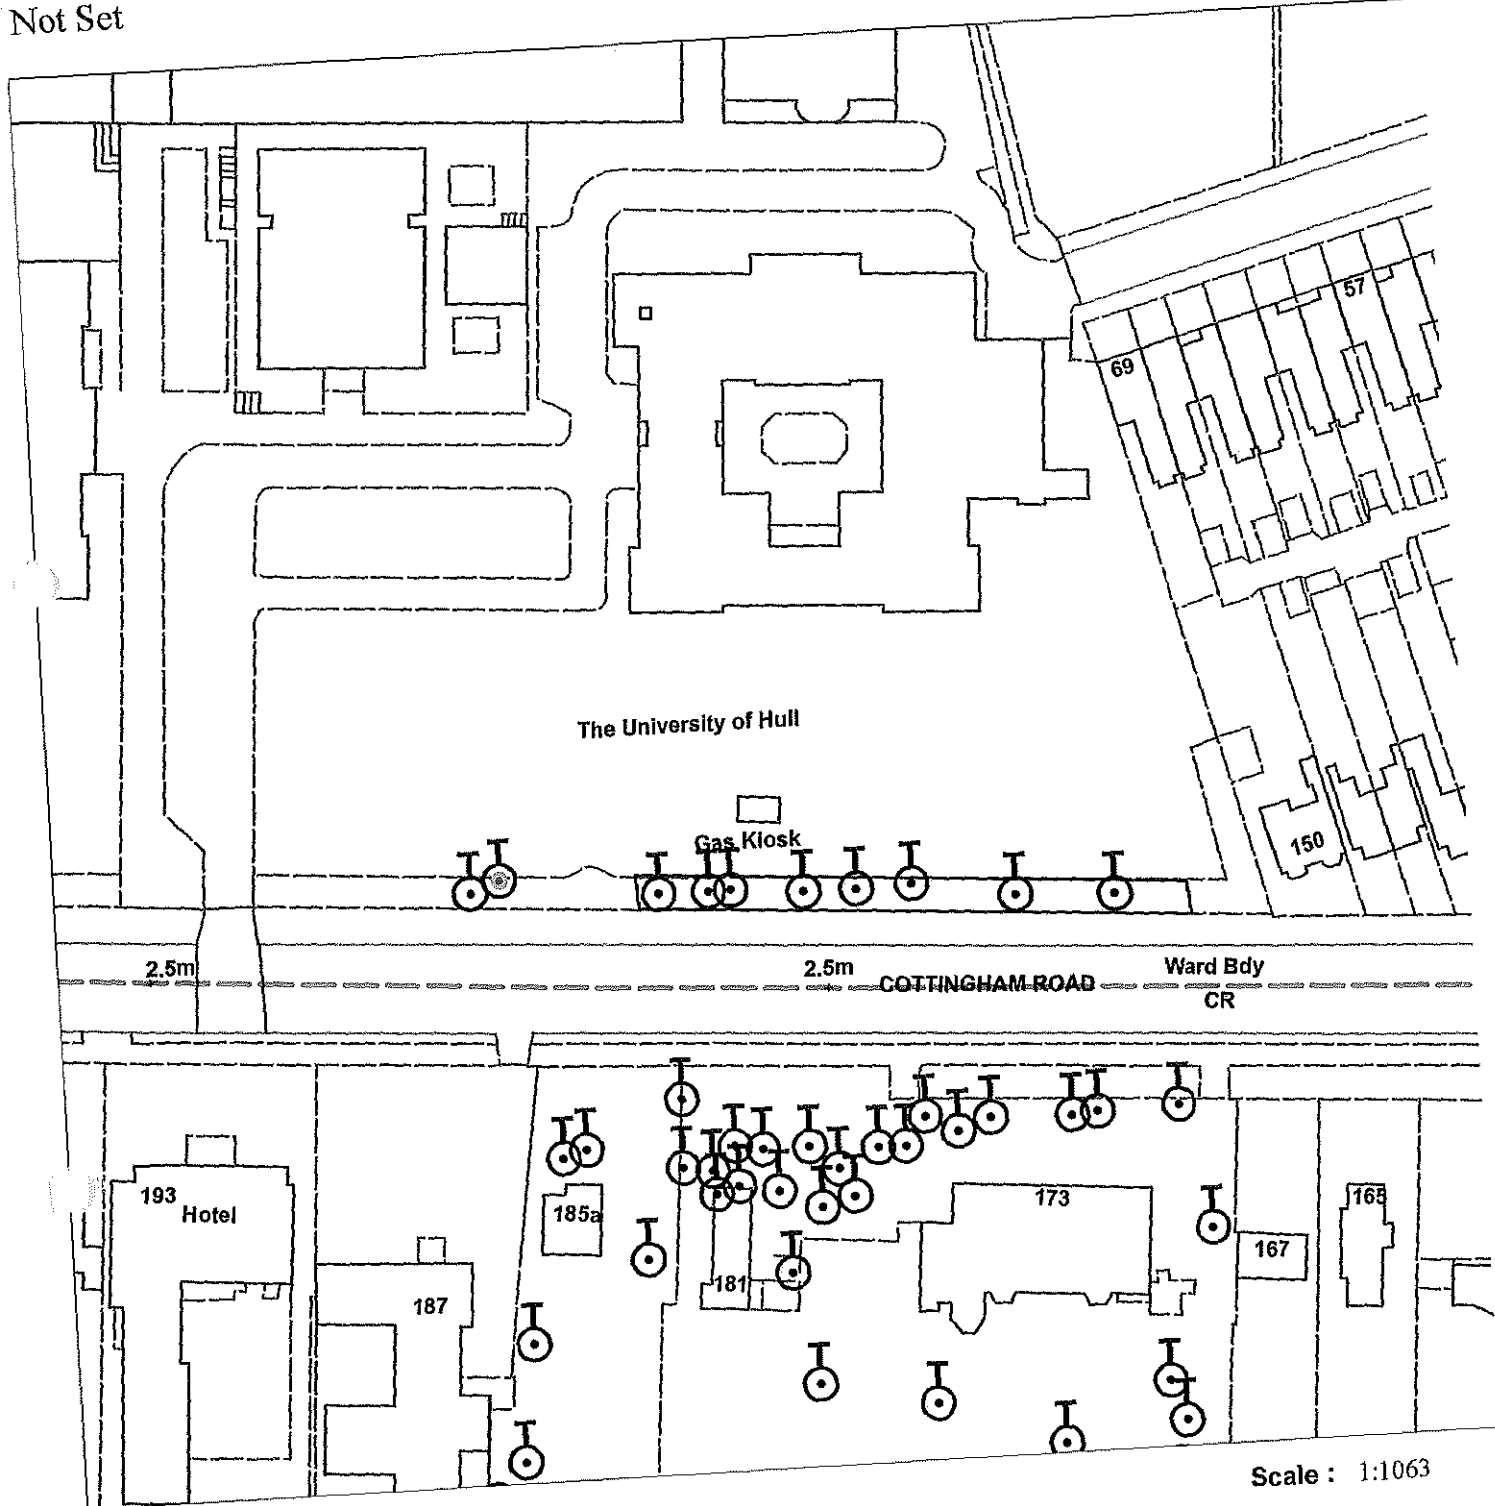 Not Set
57
69
The University of Hull
Gas Kiosk
150
2.5m
2.5m
COTTINGHAM ROAD
Ward Bdy
CR
193
Hotel
185a
173
165
167
181
187
Scale : 1:1063